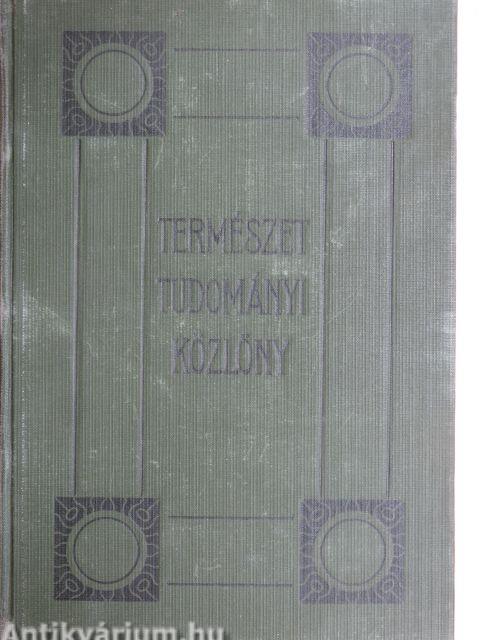 TERMÉSZET
TUDOMÁNYI
KÖZLÖNY
Antikvárium.hu